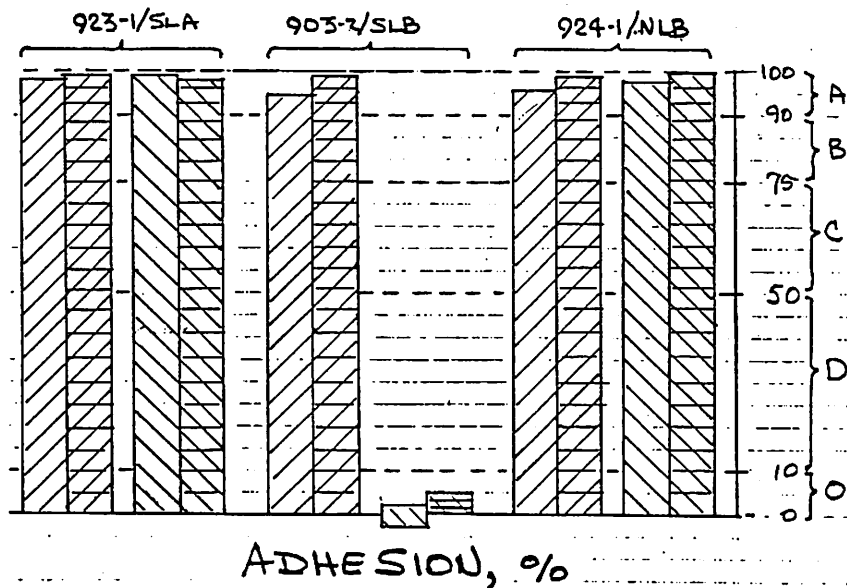 923-1/SLA 903-2/SLB 924-1/NLB
100
A
90
B
75
C
50
D
10
O
0
ADHESION, %